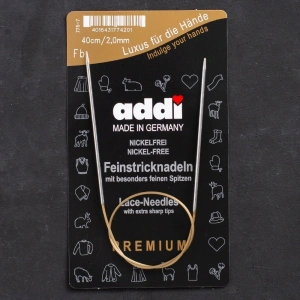 Luxus für die Hände
Indulge your hands
40cm/2,0mm
addi
MADE IN GERMANY
NICKELFREI
NICKEL-FREE
Feinstricknadeln
mit besonders feinen Spitzen
Lace-Needles
with extra sharp tips
PREMIUM